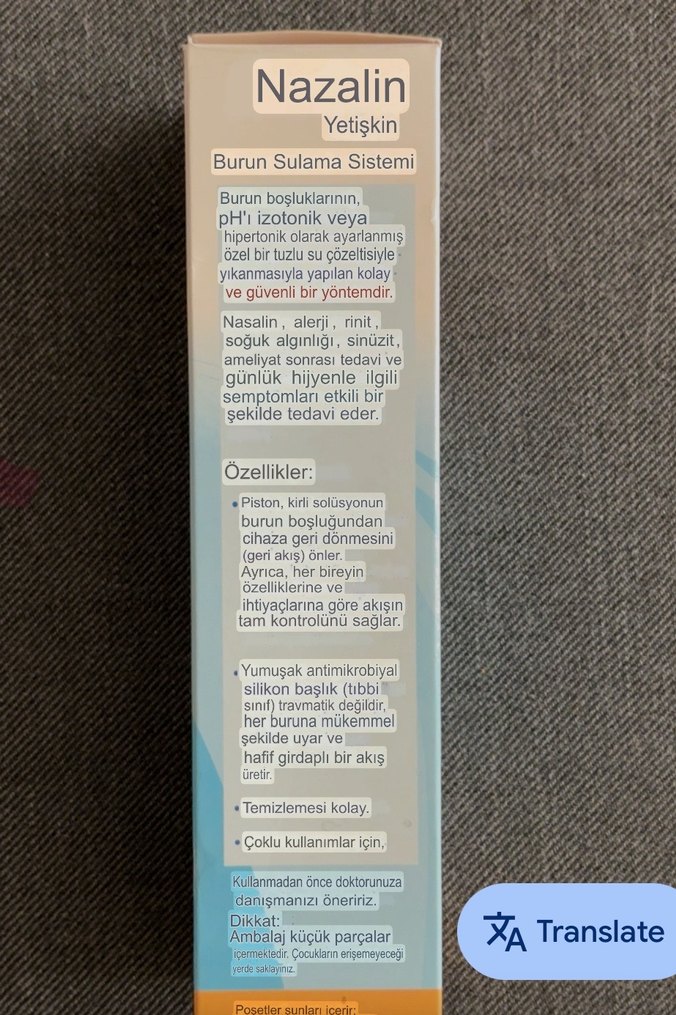 Nazalin
Yetişkin
Burun Sulama Sistemi
Burun boşluklarının,
pH'ı izotonik veya
hipertonik olarak ayarlanmış
özel bir tuzlu su çözeltisiyle
yıkanmasıyla yapılan kolay
ve güvenli bir yöntemdir.
Nasalin, alerji, rinit,
soğuk algınlığı, sinüzit,
ameliyat sonrası tedavi ve
günlük hijyenle ilgili
semptomları etkili bir
şekilde tedavi eder.
Özellikler:
• Piston, kirli solüsyonun
burun boşluğundan
cihaza geri dönmesini
(geri akış) önler.
Ayrıca, her bireyin
özelliklerine ve
ihtiyaçlarına göre akışın
tam kontrolünü sağlar.
• Yumuşak antimikrobiyal
silikon başlık (tıbbi
sınıf) travmatik değildir,
her buruna mükemmel
şekilde uyar ve
hafif girdaplı bir akış
üretir.
• Temizlemesi kolay.
• Çoklu kullanımlar için,
Kullanmadan önce doktorunuza
danışmanızı öneririz.
Dikkat:
Ambalaj küçük parçalar
içermektedir. Çocukların erişemeyeceği
yerde saklayınız.
Posetler sunları içerir:
Translate